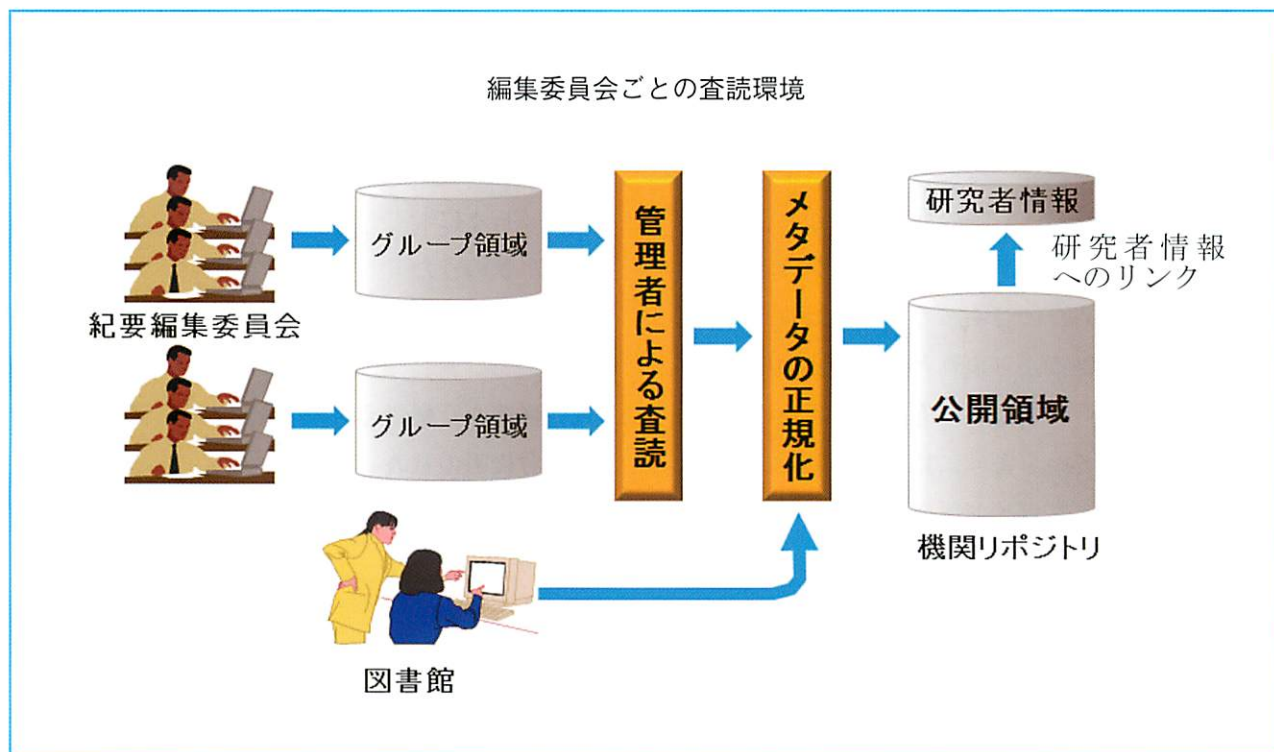 編集委員会ごとの査読環境
紀要編集委員会
グループ領域
グループ領域
管理者による査読
メタデータの正規化
研究者情報
研究者情報
へのリンク
公開領域
機関リポジトリ
図書館